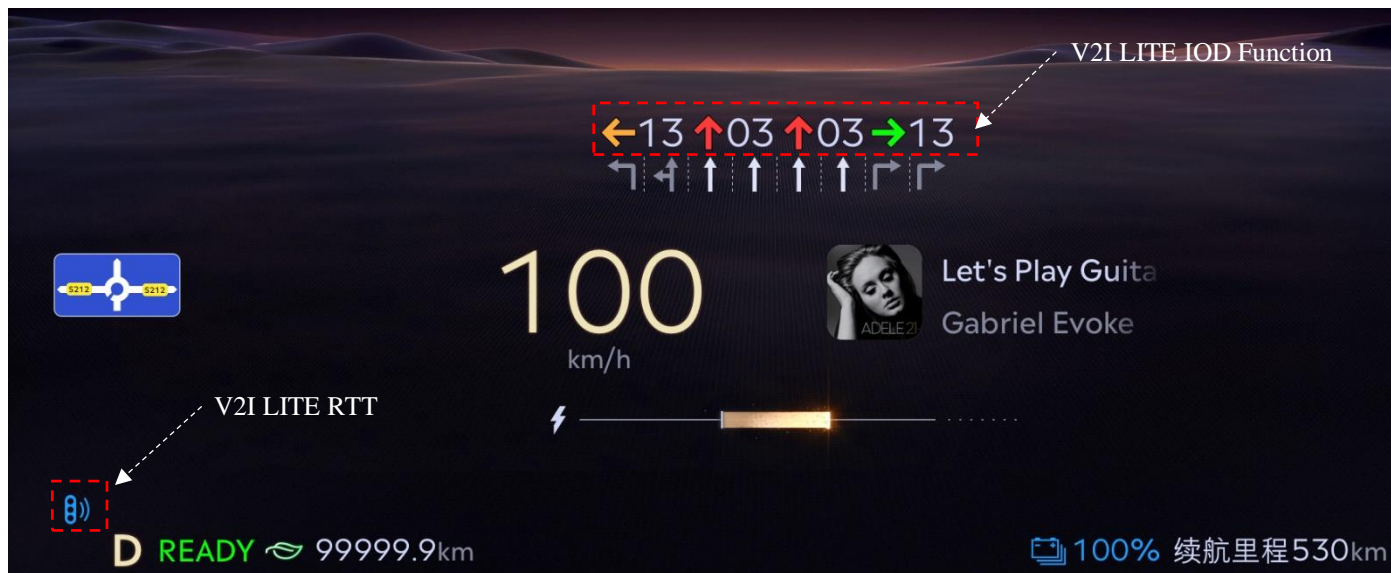 V2I LITE IOD Function
13 03 03 13
S212 S212
100
km/h
ADELE 21
Let's Play Guita
Gabriel Evoke
V2I LITE RTT
D READY 99999.9km
100% 续航里程530km